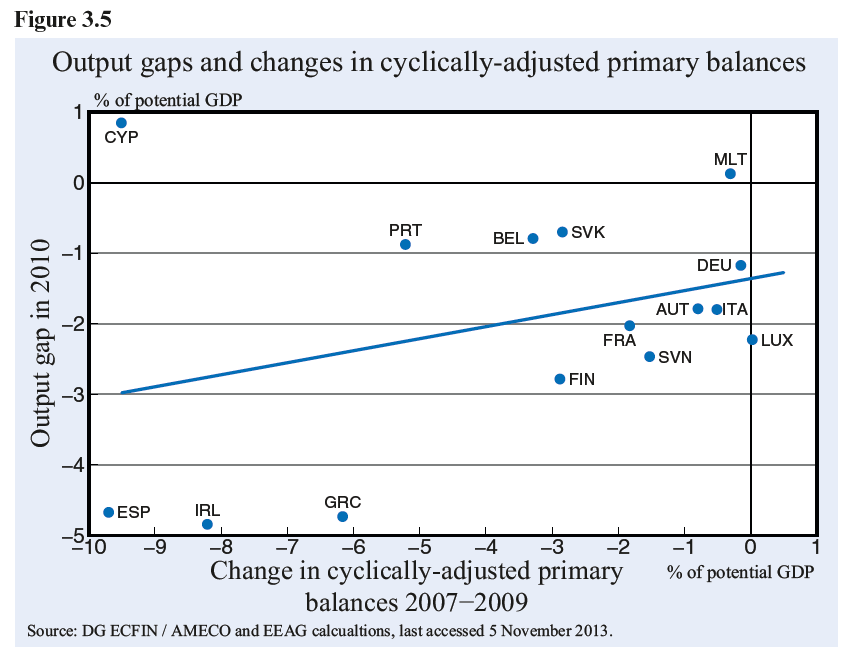 Figure 3.5
Output gaps and changes in cyclically-adjusted primary balances
% of potential GDP
1
CYP
MLT
0
PRT
BEL
SVK
−1
DEU
AUT
ITA
−2
FRA
LUX
SVN
FIN
−3
−4
GRC
ESP
IRL
−5
Output gap in 2010
−10 −9 −8 −7 −6 −5 −4 −3 −2 −1 0 1
Change in cyclically-adjusted primary
% of potential GDP
balances 2007−2009
Source: DG ECFIN / AMECO and EEAG calcualtions, last accessed 5 November 2013.